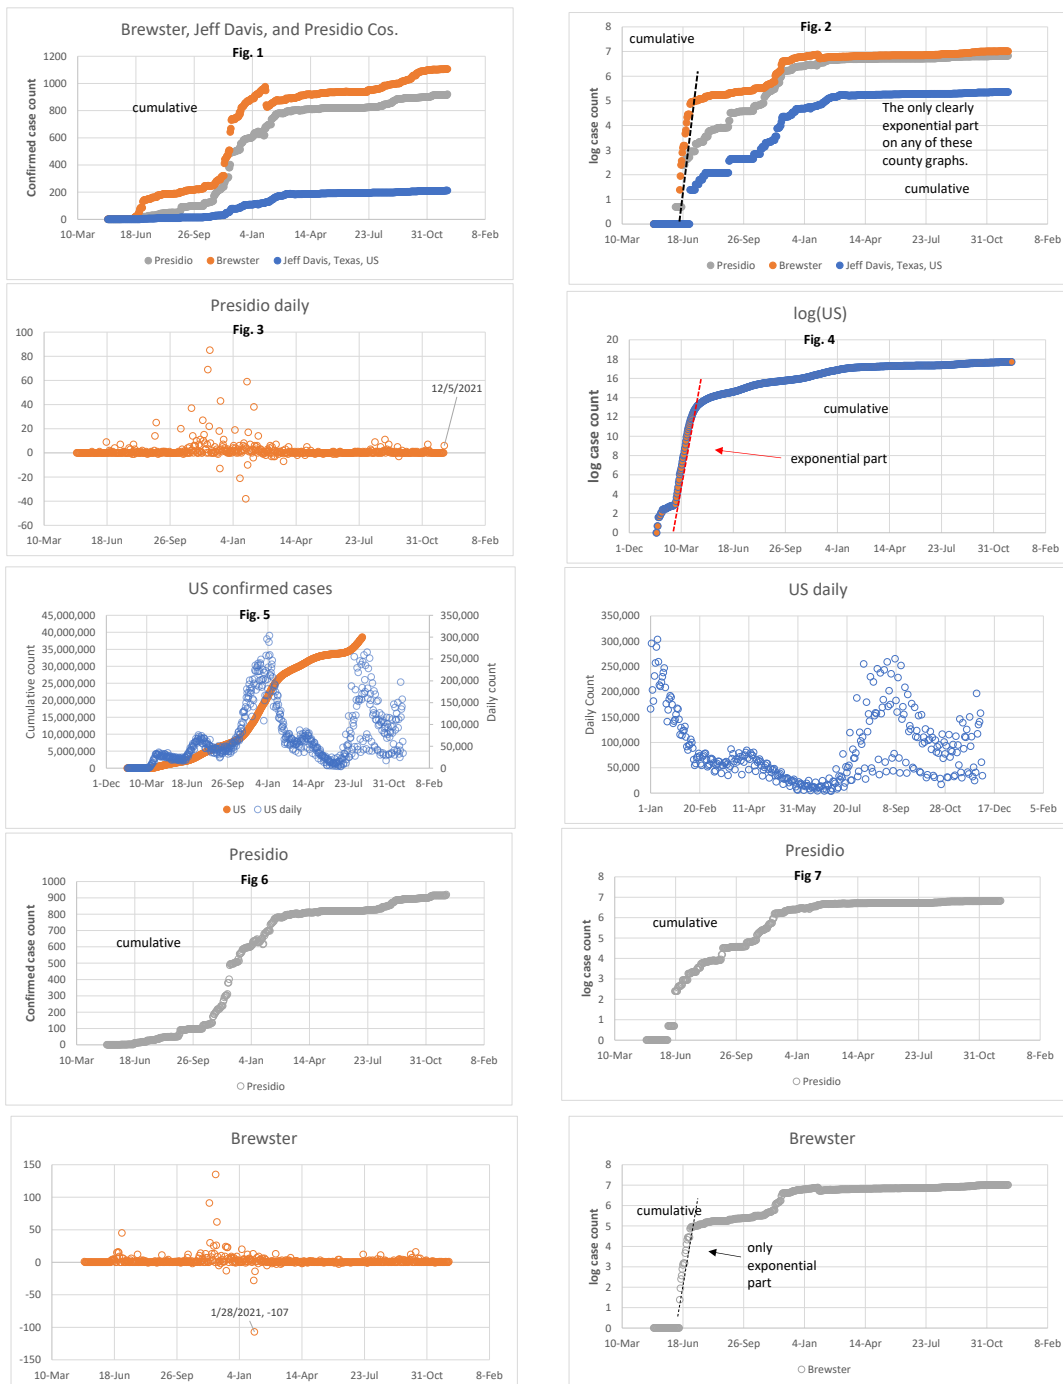 Brewster, Jeff Davis, and Presidio Cos.
Fig. 1
cumulative
Confirmed case count
1200
1000
800
600
400
200
0
10-Mar 18-Jun 26-Sep 4-Jan 14-Apr 23-Jul 31-Oct 8-Feb
Presidio Brewster Jeff Davis, Texas, US
Fig. 2
cumulative
log case count
8
7
6
5
4
3
2
1
0
The only clearly
exponential part
on any of these
county graphs.
cumulative
10-Mar 18-Jun 26-Sep 4-Jan 14-Apr 23-Jul 31-Oct 8-Feb
Presidio Brewster Jeff Davis, Texas, US
Presidio daily
Fig. 3
100
80
60
40
20
0
-20
-40
-60
12/5/2021
10-Mar 18-Jun 26-Sep 4-Jan 14-Apr 23-Jul 31-Oct 8-Feb
log(US)
Fig. 4
log case count
20
18
16
14
12
10
8
6
4
2
0
cumulative
exponential part
1-Dec 10-Mar 18-Jun 26-Sep 4-Jan 14-Apr 23-Jul 31-Oct 8-Feb
US confirmed cases
Fig. 5
Cumulative count
45,000,000
40,000,000
35,000,000
30,000,000
25,000,000
20,000,000
15,000,000
10,000,000
5,000,000
0
350,000
300,000
250,000
200,000
150,000
100,000
50,000
0
Daily count
1-Dec 10-Mar 18-Jun 26-Sep 4-Jan 14-Apr 23-Jul 31-Oct 8-Feb
US US daily
US daily
Daily Count
350,000
300,000
250,000
200,000
150,000
100,000
50,000
0
1-Jan 20-Feb 11-Apr 31-May 20-Jul 8-Sep 28-Oct 17-Dec 5-Feb
Presidio
Fig 6
cumulative
Confirmed case count
1000
900
800
700
600
500
400
300
200
100
0
10-Mar 18-Jun 26-Sep 4-Jan 14-Apr 23-Jul 31-Oct 8-Feb
Presidio
Presidio
Fig 7
cumulative
log case count
8
7
6
5
4
3
2
1
0
10-Mar 18-Jun 26-Sep 4-Jan 14-Apr 23-Jul 31-Oct 8-Feb
Presidio
Brewster
150
100
50
0
-50
-100
-150
1/28/2021, -107
10-Mar 18-Jun 26-Sep 4-Jan 14-Apr 23-Jul 31-Oct 8-Feb
Brewster
cumulative
log case count
8
7
6
5
4
3
2
1
0
only
exponential
part
10-Mar 18-Jun 26-Sep 4-Jan 14-Apr 23-Jul 31-Oct 8-Feb
Brewster